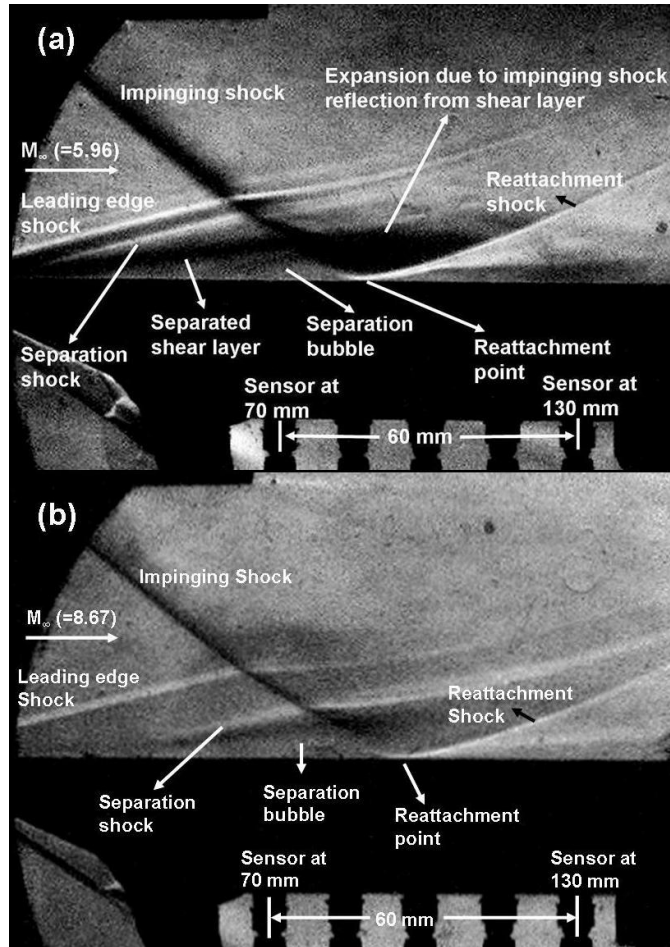 (a)
Impinging shock
Expansion due to impinging shock
reflection from shear layer
M∞ (=5.96)
Leading edge
shock
Reattachment
shock
Separation
shock
Separated
shear layer
Separation
bubble
Reattachment
point
Sensor at
70 mm
60 mm
Sensor at
130 mm
(b)
Impinging Shock
M∞ (=8.67)
Leading edge
Shock
Reattachment
Shock
Separation
shock
Separation
bubble
Reattachment
point
Sensor at
70 mm
60 mm
Sensor at
130 mm